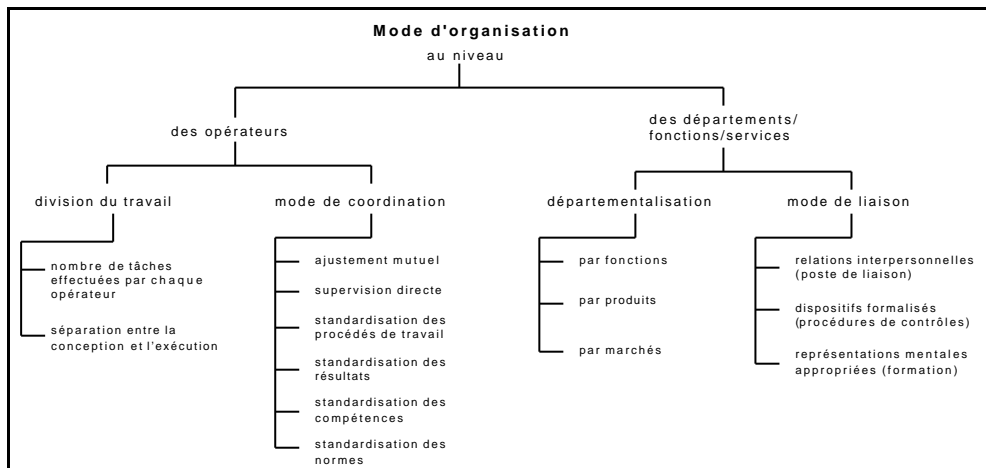 Mode d'organisation
au niveau
des opérateurs
des départements/
fonctions/services
division du travail
mode de coordination
départementalisation
mode de liaison
nombre de tâches
effectuées par chaque
opérateur
séparation entre la
conception et l'exécution
ajustement mutuel
supervision directe
standardisation des
procédés de travail
standardisation des
résultats
standardisation des
compétences
standardisation des
normes
par fonctions
par produits
par marchés
relations interpersonnelles
(poste de liaison)
dispositifs formalisés
(procédures de contrôles)
représentations mentales
appropriées (formation)